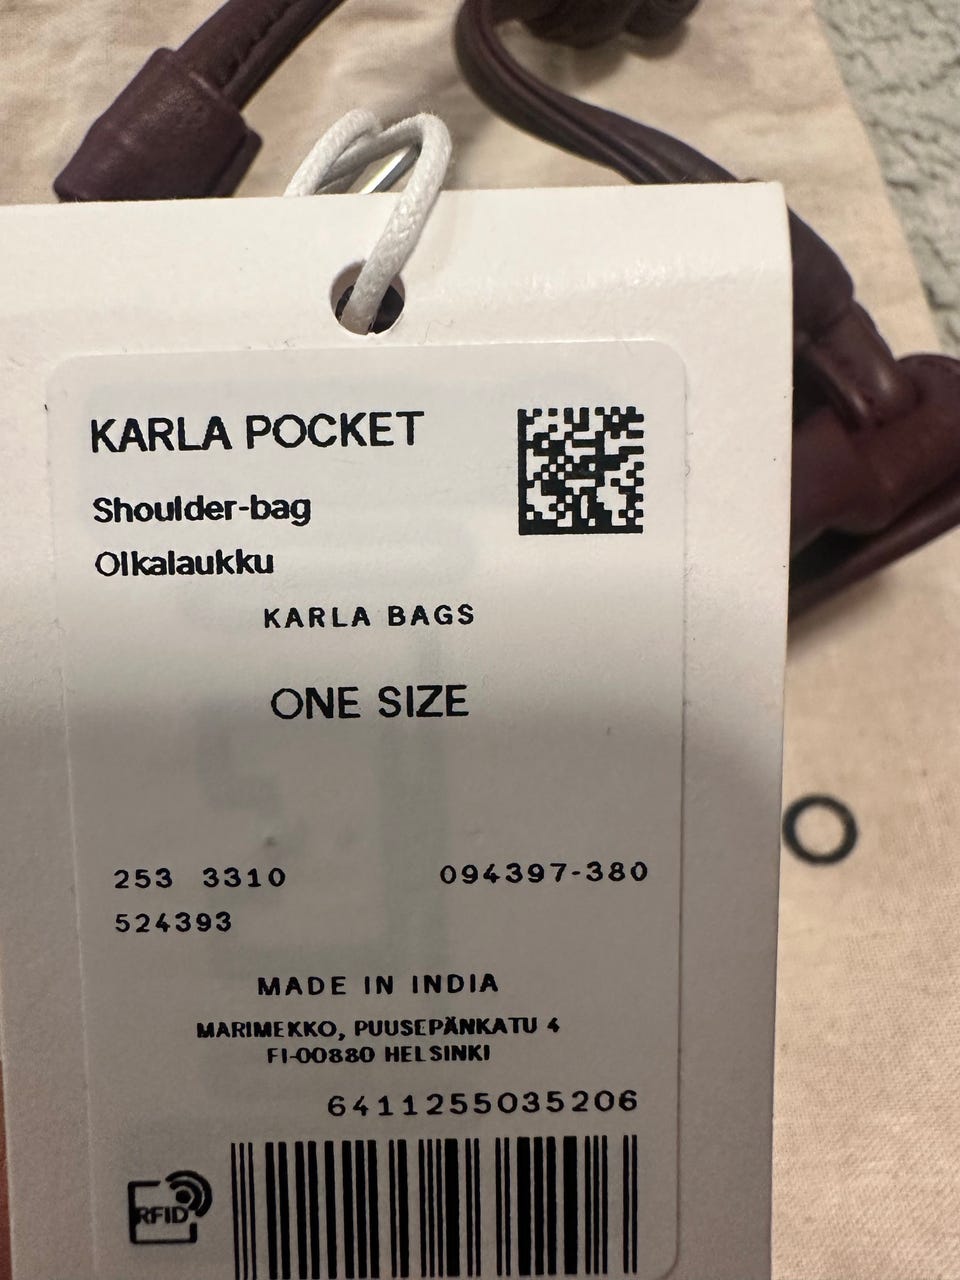 KARLA POCKET
Shoulder-bag
Olkalaukku
KARLA BAGS
ONE SIZE
253 3310 094397-380
524393
MADE IN INDIA
MARIMEKKO, PUUSEPÄNKATU 4
FI-00880 HELSINKI
6411255035206
RFID
O